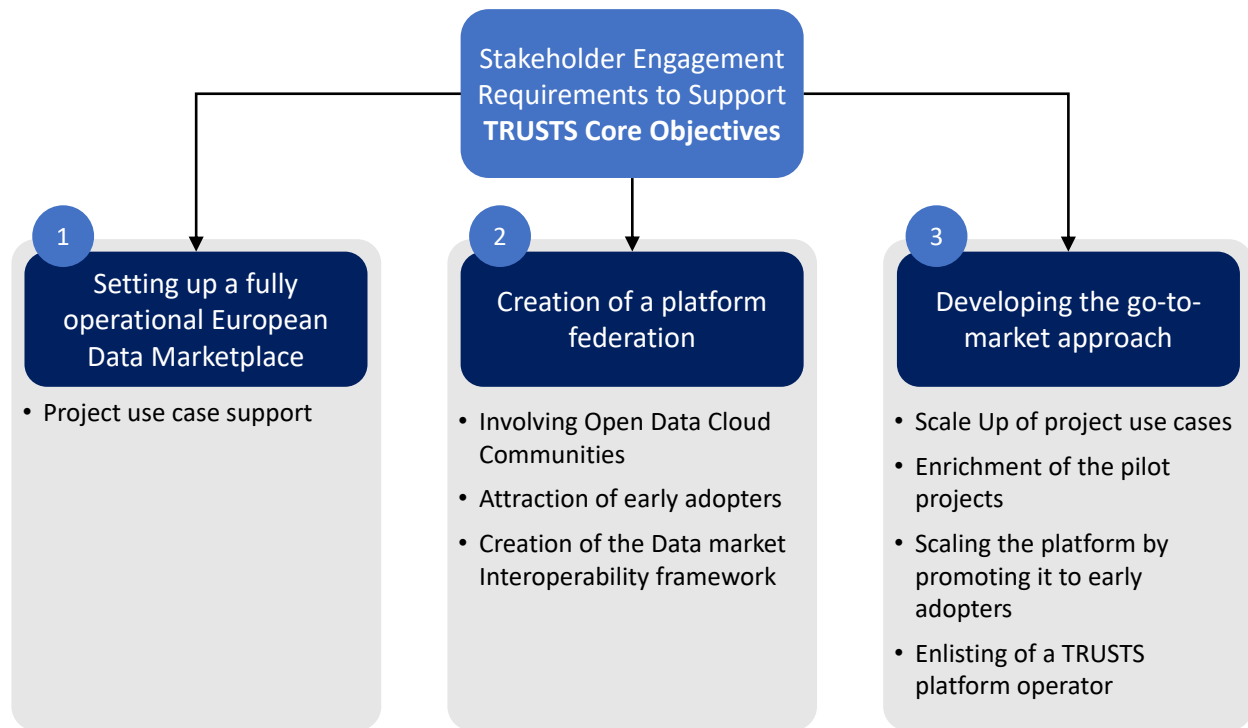 Stakeholder Engagement
Requirements to Support
TRUSTS Core Objectives
1
Setting up a fully
operational European
Data Marketplace
• Project use case support
2
Creation of a platform
federation
• Involving Open Data Cloud
Communities
• Attraction of early adopters
• Creation of the Data market
Interoperability framework
3
Developing the go-to-
market approach
• Scale Up of project use cases
• Enrichment of the pilot
projects
• Scaling the platform by
promoting it to early
adopters
• Enlisting of a TRUSTS
platform operator